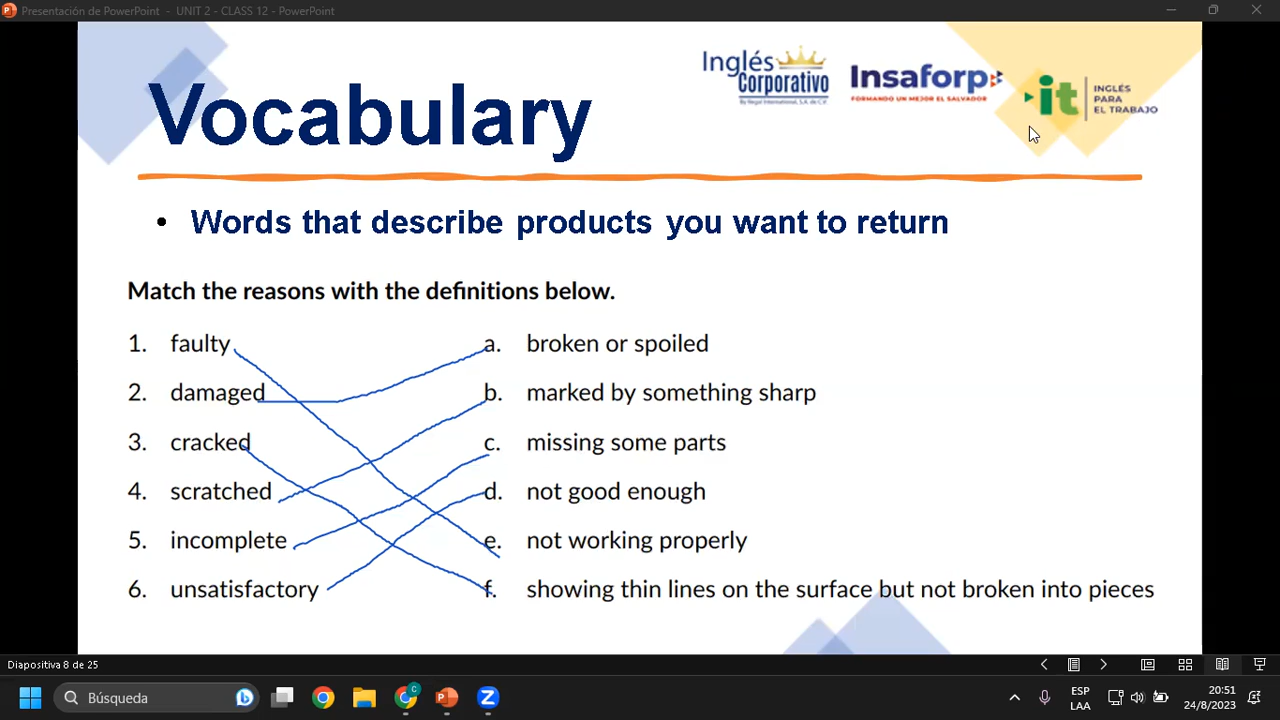 Presentación de PowerPoint - UNIT 2 - CLASS 12 - PowerPoint
Inglés
Corporativo
By Regal International, S.A. de C.V.
Insaforp
FORMANDO UN MEJOR EL SALVADOR
it
INGLÉS
PARA
EL TRABAJO
Vocabulary
• Words that describe products you want to return
Match the reasons with the definitions below.
1. faulty
a. broken or spoiled
2. damaged
b. marked by something sharp
3. cracked
c. missing some parts
4. scratched
d. not good enough
5. incomplete
e. not working properly
6. unsatisfactory
f. showing thin lines on the surface but not broken into pieces
Diapositiva 8 de 25
Búsqueda
ESP
LAA
20:51
24/8/2023